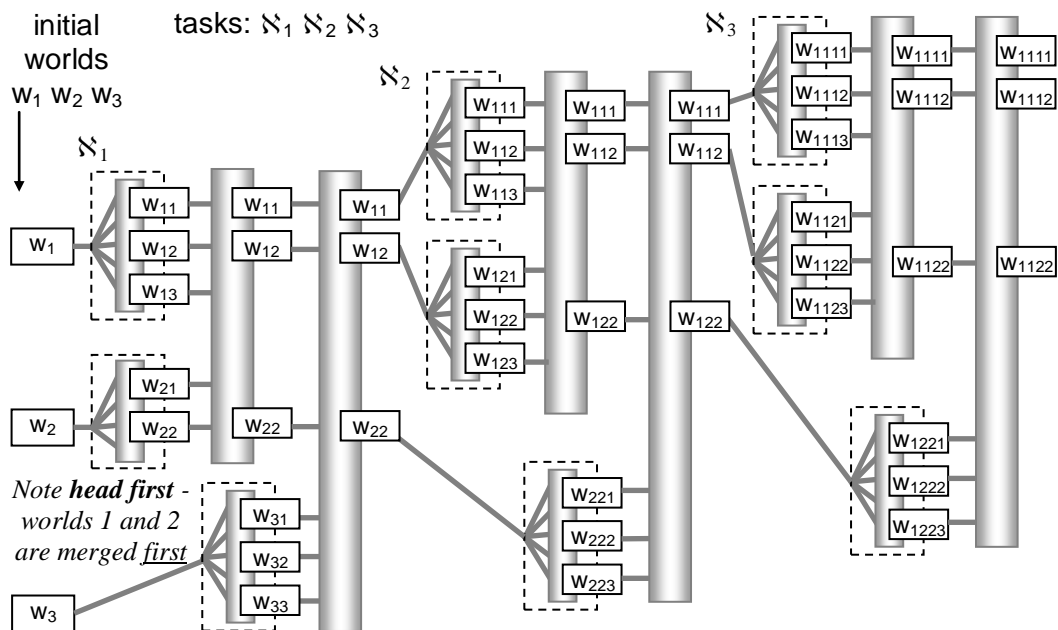 initial
worlds
w₁ w₂ w₃
tasks: ℵ₁ ℵ₂ ℵ₃
ℵ₁
w₁
w₁₁
w₁₂
w₁₃
w₂
w₂₁
w₂₂
Note head first -
worlds 1 and 2
are merged first
w₃
w₃₁
w₃₂
w₃₃
w₁₁
w₁₂
w₂₂
w₁₁
w₁₂
w₂₂
ℵ₂
w₁₁₁
w₁₁₂
w₁₁₃
w₁₂₁
w₁₂₂
w₁₂₃
w₂₂₁
w₂₂₂
w₂₂₃
w₁₁₁
w₁₁₂
w₁₂₂
w₁₁₁
w₁₁₂
w₁₂₂
ℵ₃
w₁₁₁₁
w₁₁₁₂
w₁₁₁₃
w₁₁₂₁
w₁₁₂₂
w₁₁₂₃
w₁₂₂₁
w₁₂₂₂
w₁₂₂₃
w₁₁₁₁
w₁₁₁₂
w₁₁₂₂
w₁₁₁₁
w₁₁₁₂
w₁₁₂₂